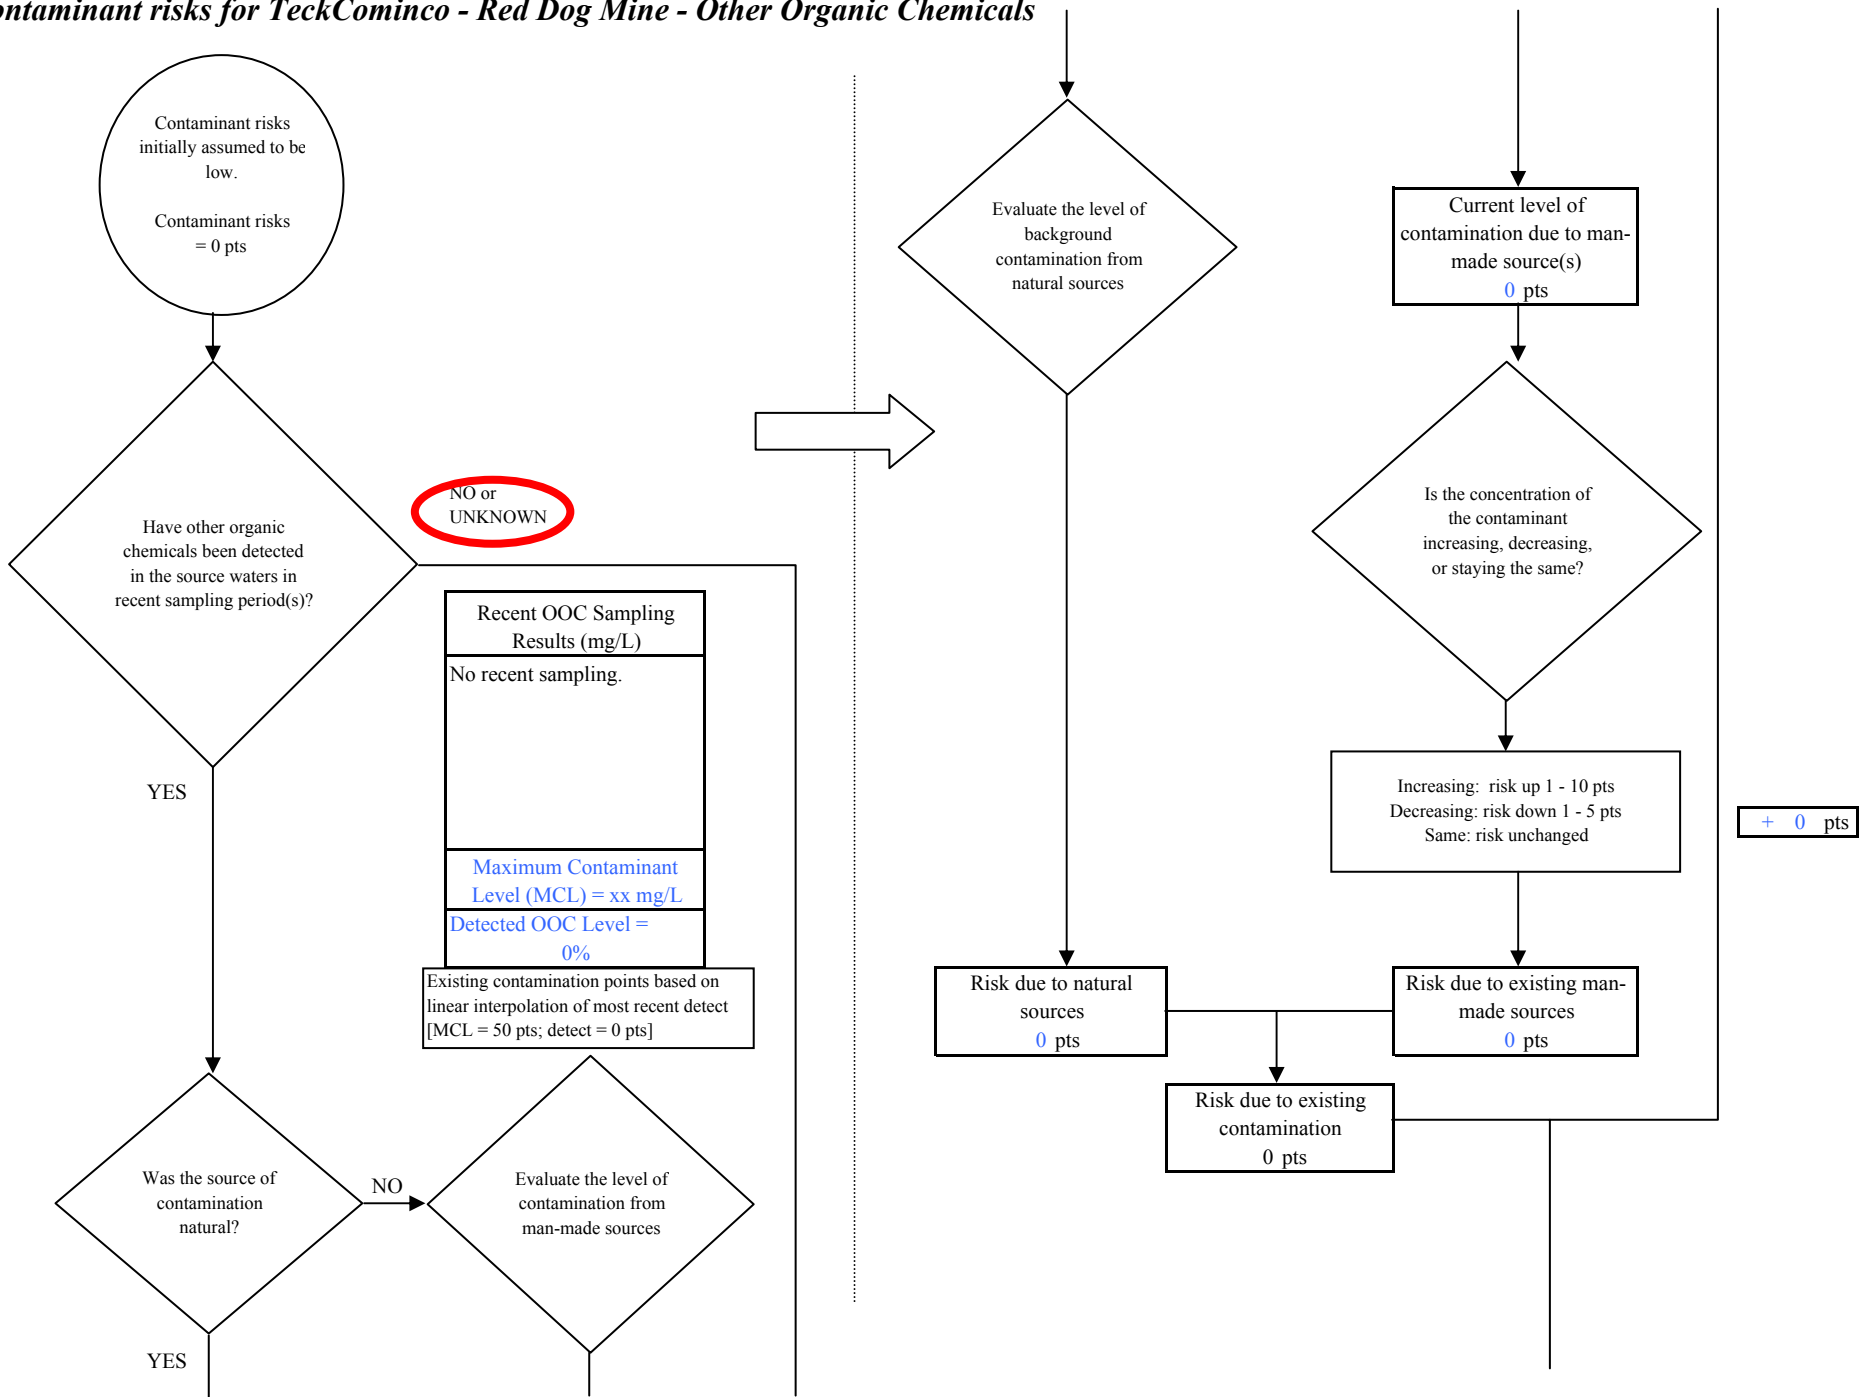 ontaminant risks for TeckCominco - Red Dog Mine - Other Organic Chemicals
Contaminant risks
initially assumed to be
low.
Contaminant risks
= 0 pts
Have other organic
chemicals been detected
in the source waters in
recent sampling period(s)?
NO or
UNKNOWN
YES
Recent OOC Sampling
Results (mg/L)
No recent sampling.
Maximum Contaminant
Level (MCL) = xx mg/L
Detected OOC Level =
0%
Existing contamination points based on
linear interpolation of most recent detect
[MCL = 50 pts; detect = 0 pts]
Was the source of
contamination
natural?
NO
YES
Evaluate the level of
contamination from
man-made sources
Evaluate the level of
background
contamination from
natural sources
Current level of
contamination due to man-
made source(s)
0 pts
Is the concentration of
the contaminant
increasing, decreasing,
or staying the same?
Increasing: risk up 1 - 10 pts
Decreasing: risk down 1 - 5 pts
Same: risk unchanged
+ 0 pts
Risk due to natural
sources
0 pts
Risk due to existing man-
made sources
0 pts
Risk due to existing
contamination
0 pts